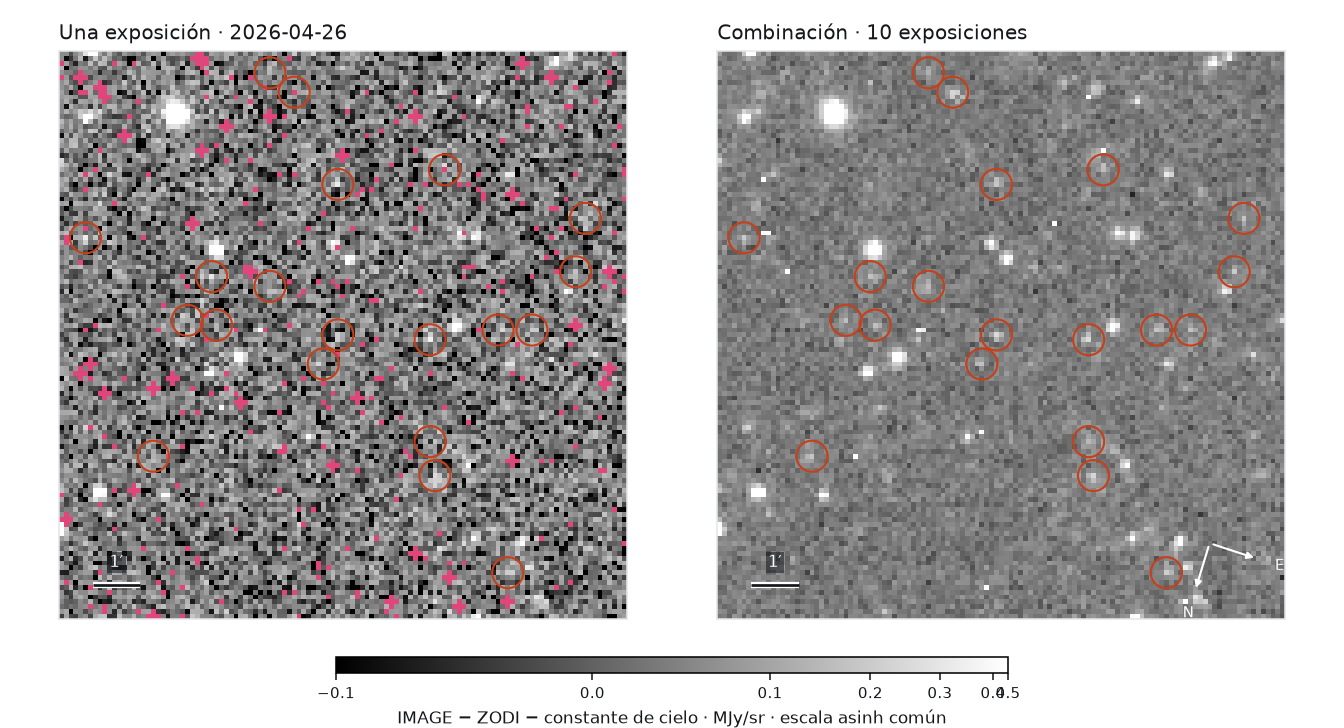 Una exposición · 2026-04-26
Combinación · 10 exposiciones
1′
1′
E
N
−0.1
0.0
0.1
0.2
0.3
0.4
0.5
IMAGE − ZODI − constante de cielo · MJy/sr · escala asinh común